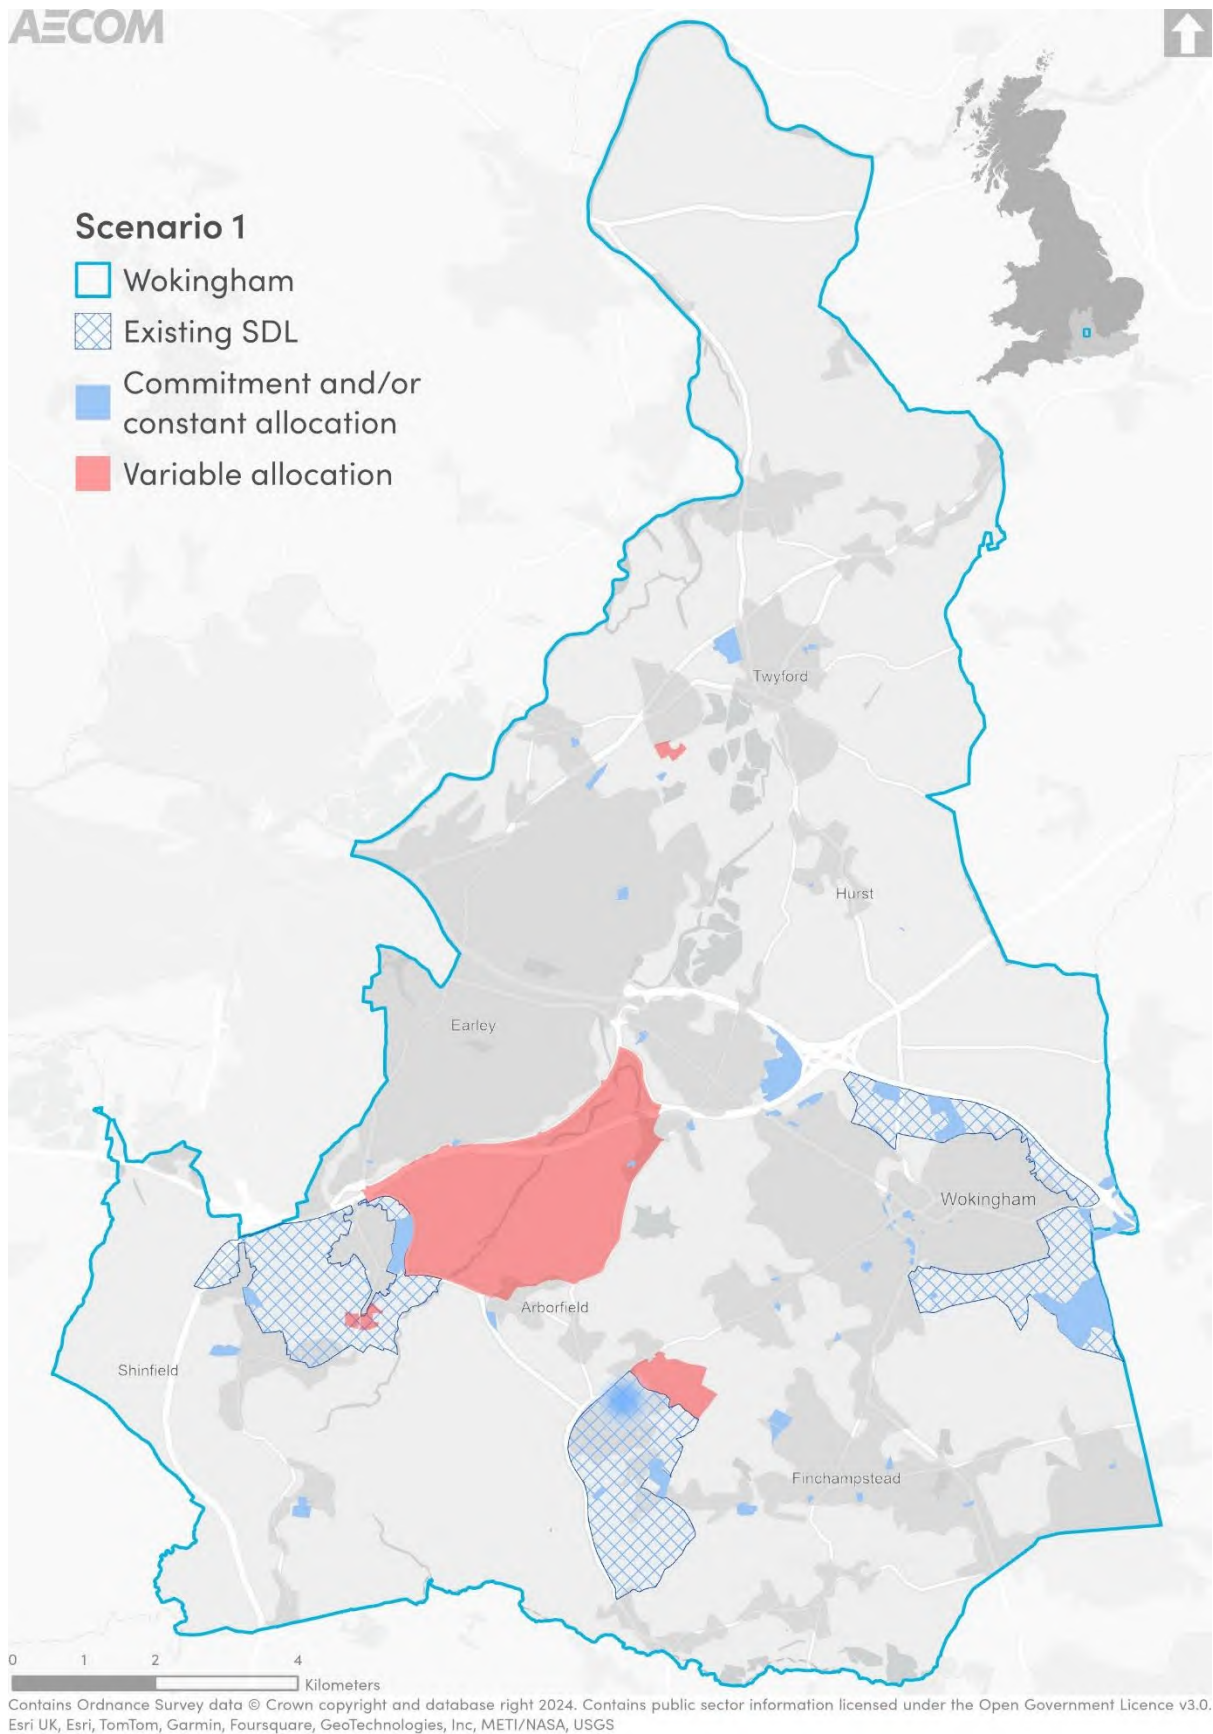 AECOM
Scenario 1
Wokingham
Existing SDL
Commitment and/or
constant allocation
Variable allocation
Twyford
Hurst
Earley
Wokingham
Arborfield
Shinfield
Finchampstead
0 1 2 4
Kilometers
Contains Ordnance Survey data © Crown copyright and database right 2024. Contains public sector information licensed under the Open Government Licence v3.0.
Esri UK, Esri, TomTom, Garmin, Foursquare, GeoTechnologies, Inc, METI/NASA, USGS